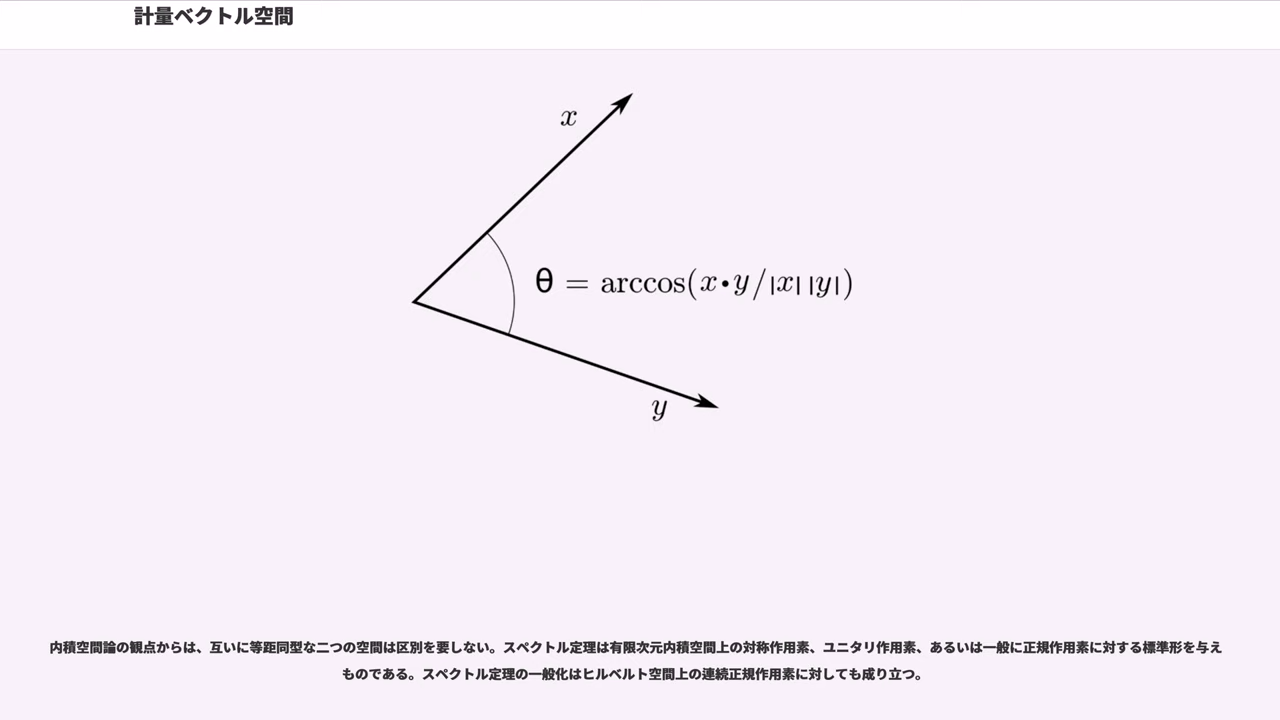 計量ベクトル空間
x
θ = arccos(x•y/|x| |y|)
y
内積空間論の観点からは、互いに等距同型な二つの空間は区別を要しない。スペクトル定理は有限次元内積空間上の対称作用素、ユニタリ作用素、あるいは一般に正規作用素に対する標準形を与え
ものである。スペクトル定理の一般化はヒルベルト空間上の連続正規作用素に対しても成り立つ。